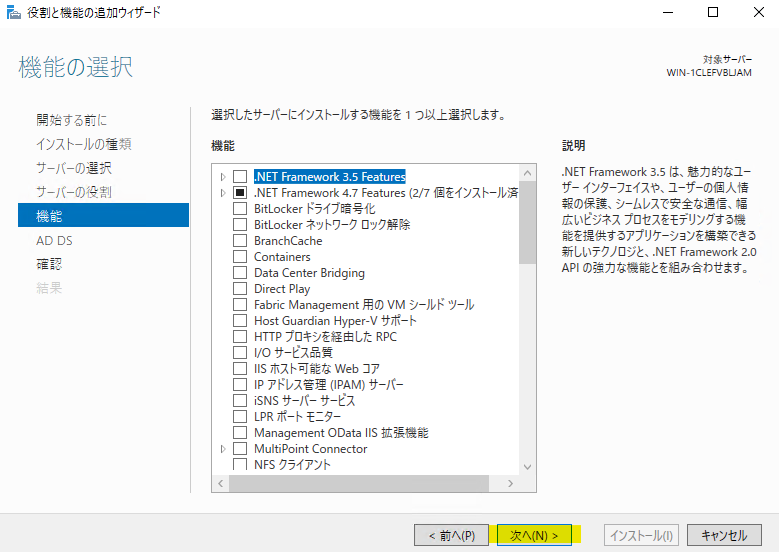 役割と機能の追加ウィザード
機能の選択
対象サーバー
WIN-1CLEFVBLJAM
開始する前に
インストールの種類
サーバーの選択
サーバーの役割
機能
AD DS
確認
結果
選択したサーバーにインストールする機能を 1 つ以上選択します。
機能
.NET Framework 3.5 Features
.NET Framework 4.7 Features (2/7 個をインストール済
BitLocker ドライブ暗号化
BitLocker ネットワーク ロック解除
BranchCache
Containers
Data Center Bridging
Direct Play
Fabric Management 用の VM シールド ツール
Host Guardian Hyper-V サポート
HTTP プロキシを経由した RPC
I/O サービス品質
IIS ホスト可能な Web コア
IP アドレス管理 (IPAM) サーバー
iSNS サーバー サービス
LPR ポート モニター
Management OData IIS 拡張機能
MultiPoint Connector
NFS クライアント
説明
.NET Framework 3.5 は、魅力的なユー
ザー インターフェイスや、ユーザーの個人情
報の保護、シームレスで安全な通信、幅
広いビジネス プロセスをモデリングする機
能を提供するアプリケーションを構築できる
新しいテクノロジと、.NET Framework 2.0
API の強力な機能とを組み合わせます。
< 前へ(P)
次へ(N) >
インストール(I)
キャンセル